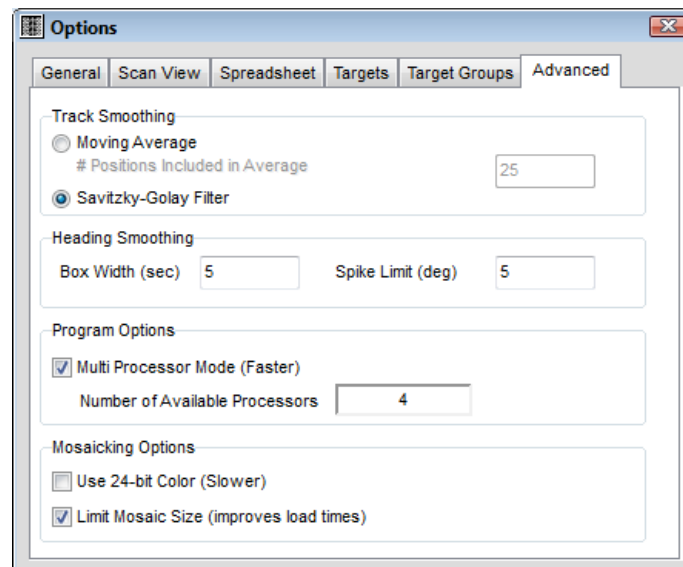 Options
General Scan View Spreadsheet Targets Target Groups Advanced
Track Smoothing
Moving Average
# Positions Included in Average 25
Savitzky-Golay Filter
Heading Smoothing
Box Width (sec) 5 Spike Limit (deg) 5
Program Options
Multi Processor Mode (Faster)
Number of Available Processors 4
Mosaicking Options
Use 24-bit Color (Slower)
Limit Mosaic Size (improves load times)